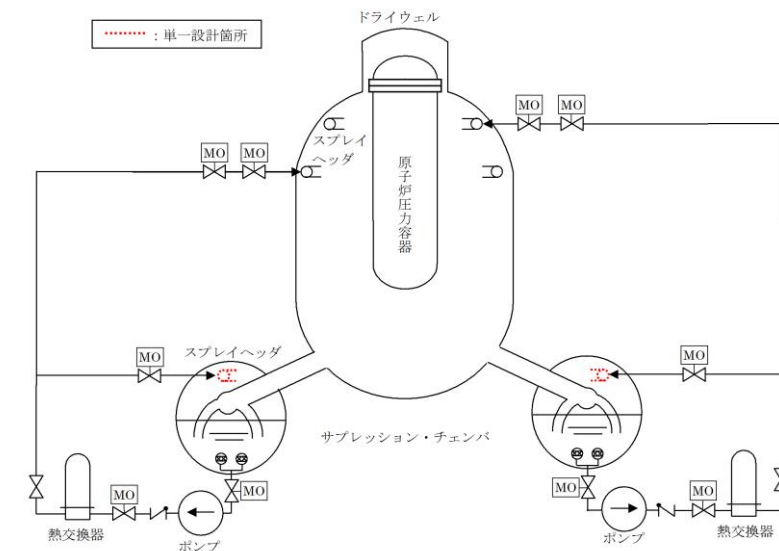 ドライウェル
：単一設計箇所
MO
MO
スプレイ
ヘッダ
MO
MO
原子炉圧力容器
スプレイヘッダ
MO
MO
サプレッション・チェンバ
MO
MO
MO
MO
熱交換器
ポンプ
ポンプ
熱交換器